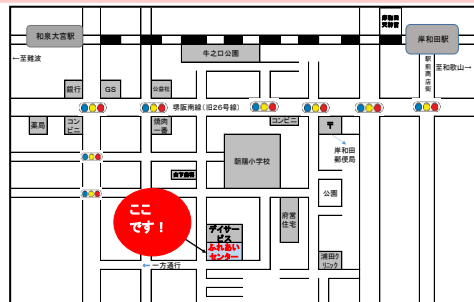 岸和田
天神宮
和泉大宮駅
岸和田駅
牛之口公園
←至難波
駅前商店街
至和歌山→
銀行
GS
公益社
堺阪南線(旧26号線)
薬局
コン
ビニ
焼肉
一番
コンビニ
〒
岸和田
郵便局
朝陽小学校
ここ
です！
公園
府営
住宅
デイサー
ビス
ふれあい
センター
浦田ク
リニック
←一方通行